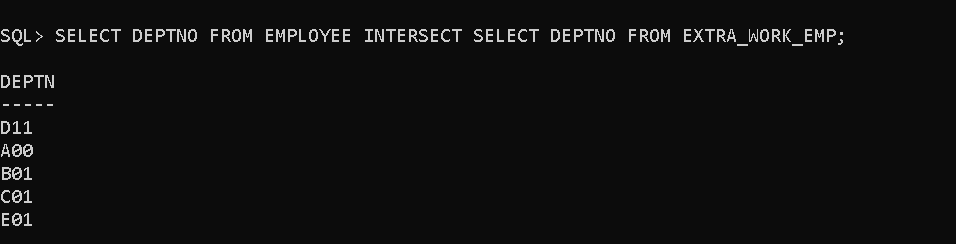 SQL> SELECT DEPTNO FROM EMPLOYEE INTERSECT SELECT DEPTNO FROM EXTRA_WORK_EMP;
DEPTN
-----
D11
A00
B01
C01
E01